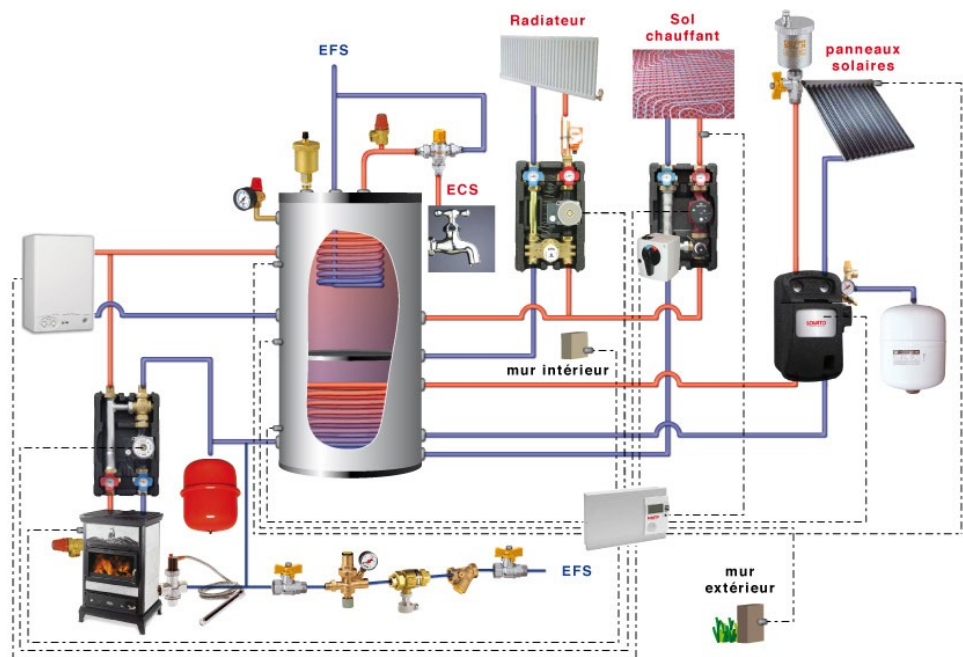 Radiateur
Sol
chauffant
EFS
panneaux
solaires
ECS
mur intérieur
EFS
mur
extérieur